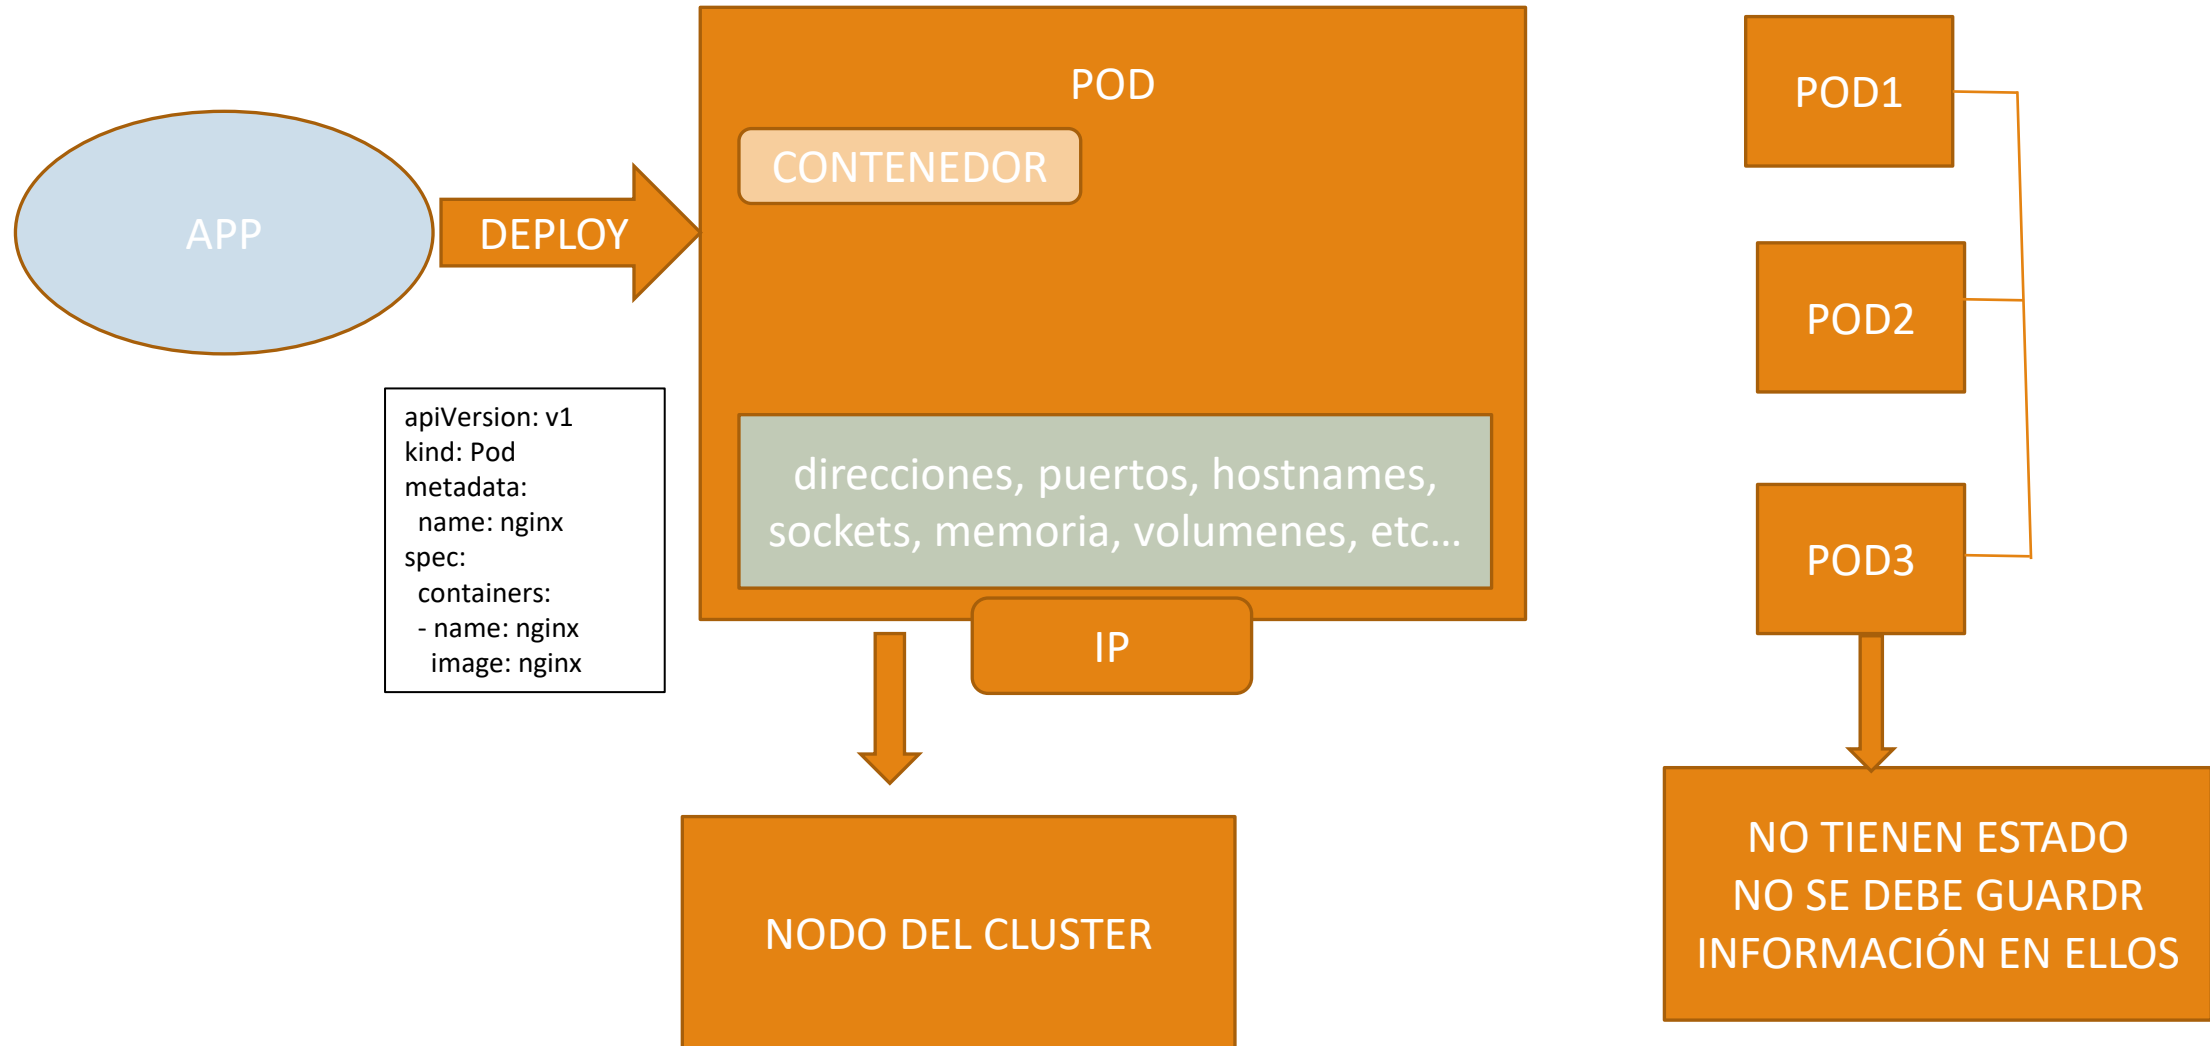 APP
DEPLOY
POD
CONTENEDOR
direcciones, puertos, hostnames,
sockets, memoria, volumenes, etc...
IP
apiVersion: v1
kind: Pod
metadata:
  name: nginx
spec:
  containers:
  - name: nginx
    image: nginx
NODO DEL CLUSTER
POD1
POD2
POD3
NO TIENEN ESTADO
NO SE DEBE GUARDR
INFORMACIÓN EN ELLOS